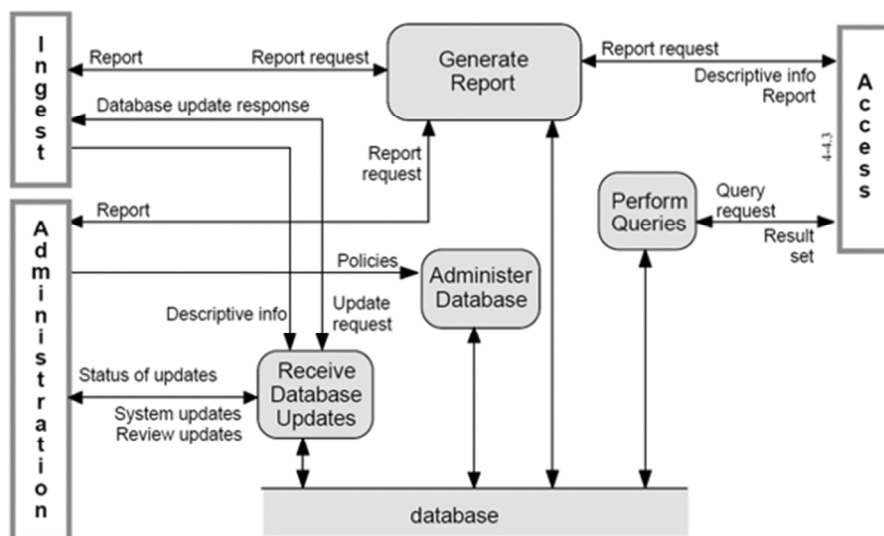 Ingest
Report
Report request
Generate
Report
Report request
Descriptive info
Report
Access
4-4.3
Database update response
Report
request
Report
Perform
Queries
Query
request
Result
set
Administration
Policies
Administer
Database
Descriptive info
Update
request
Status of updates
Receive
Database
Updates
System updates
Review updates
database